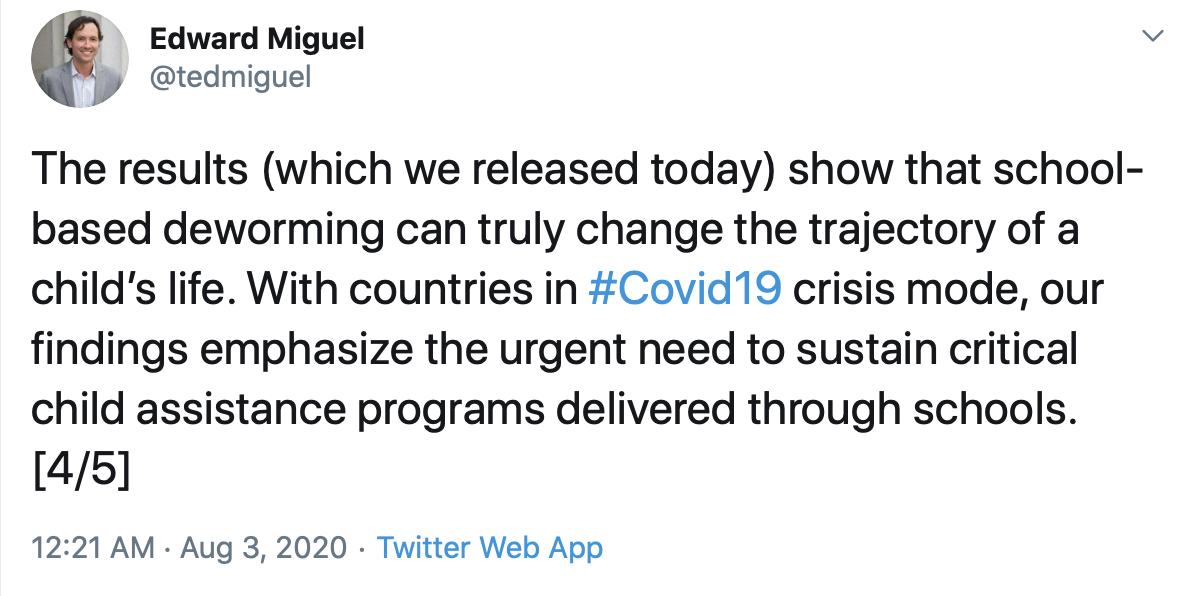 Edward Miguel
@tedmiguel
The results (which we released today) show that school-
based deworming can truly change the trajectory of a
child’s life. With countries in #Covid19 crisis mode, our
findings emphasize the urgent need to sustain critical
child assistance programs delivered through schools.
[4/5]
12:21 AM · Aug 3, 2020 · Twitter Web App